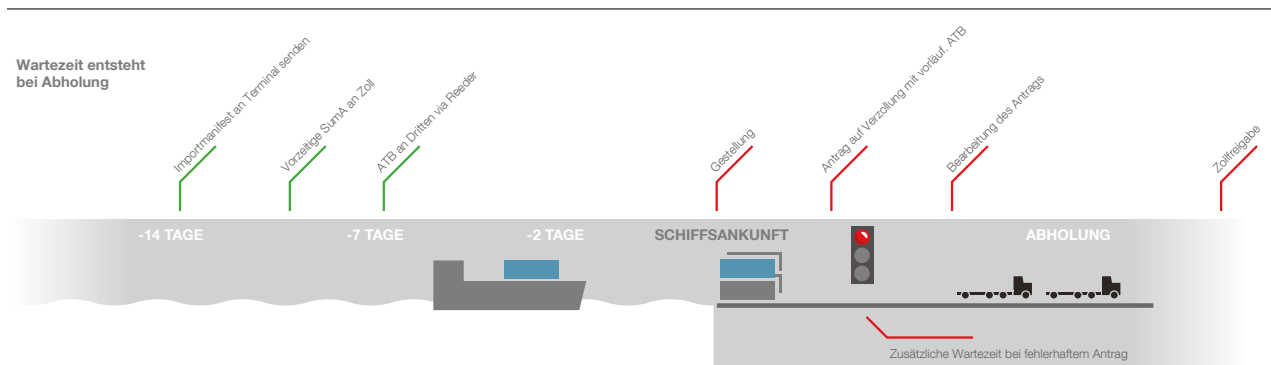 Wartezeit entsteht
bei Abholung
Importmanifest an Terminal senden
Vorzeitige SumA an Zoll
ATB an Dritten via Reeder
Gestellung
Antrag auf Verzollung mit vorläuf. ATB
Bearbeitung des Antrags
Zollfreigabe
-14 TAGE
-7 TAGE
-2 TAGE
SCHIFFSANKUNFT
ABHOLUNG
Zusätzliche Wartezeit bei fehlerhaftem Antrag